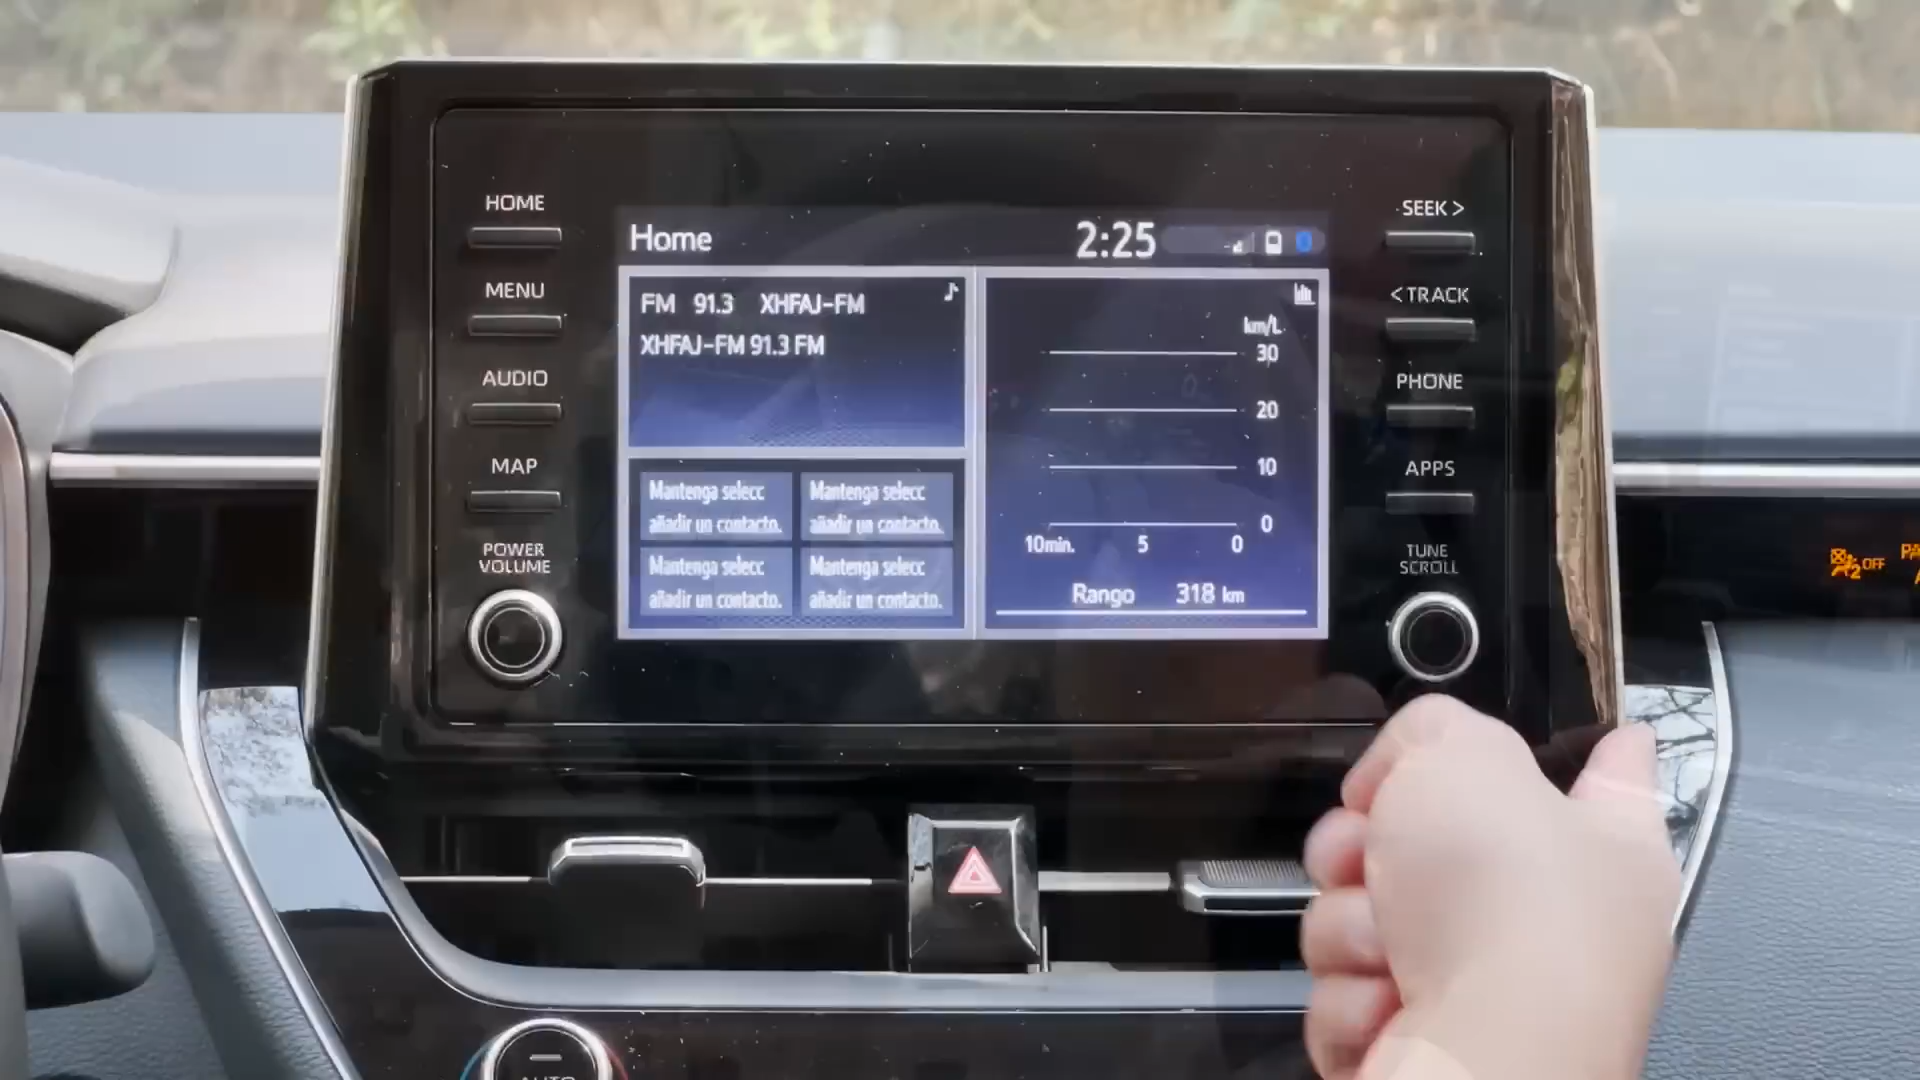 HOME
MENU
AUDIO
MAP
POWER
VOLUME
Home
2:25
FM 91.3 XHFAJ-FM
XHFAJ-FM 91.3 FM
Mantenga selecc
añadir un contacto.
Mantenga selecc
añadir un contacto.
Mantenga selecc
añadir un contacto.
Mantenga selecc
añadir un contacto.
km/L
30
20
10
0
10min. 5 0
Rango 318 km
SEEK >
< TRACK
PHONE
APPS
TUNE
SCROLL
2 OFF
AUTO